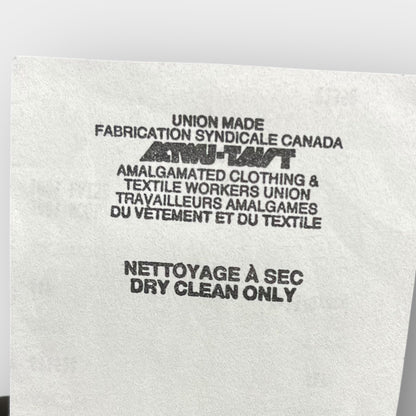 UNION MADE
FABRICATION SYNDICALE CANADA
ACTWU-TAVT
AMALGAMATED CLOTHING &
TEXTILE WORKERS UNION
TRAVAILLEURS AMALGAMES
DU VÊTEMENT ET DU TEXTILE
NETTOYAGE À SEC
DRY CLEAN ONLY